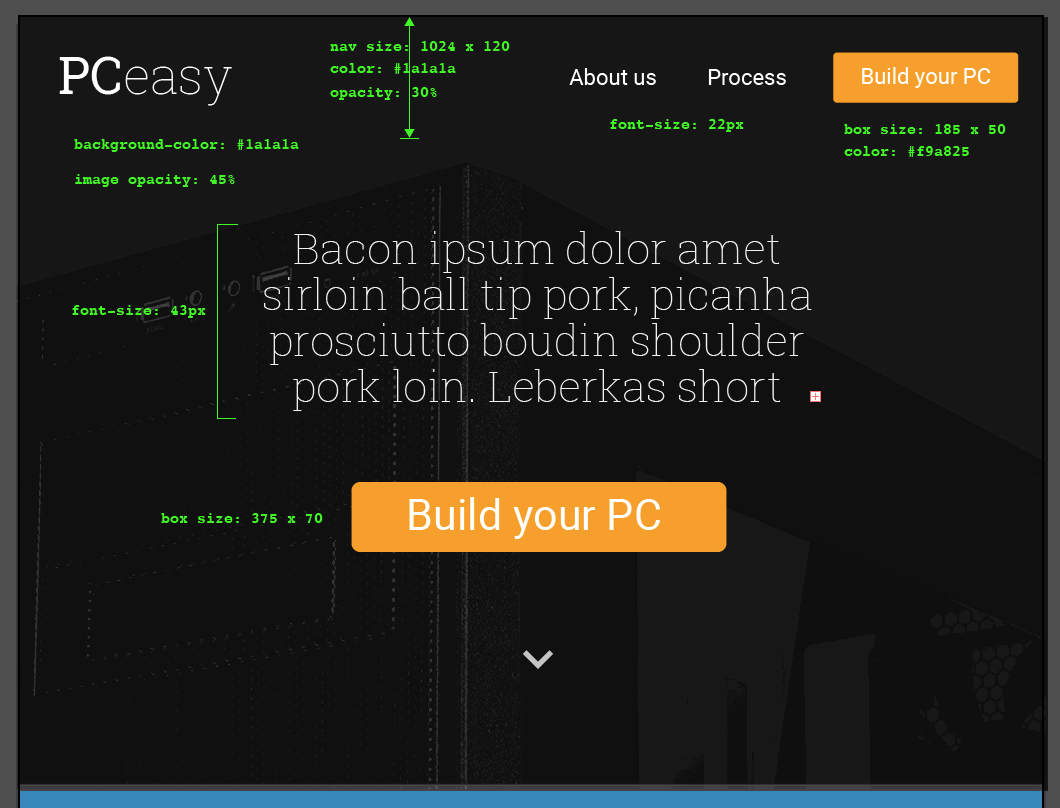 PCeasy
nav size: 1024 x 120
color: #1a1a1a
opacity: 30%
About us
Process
Build your PC
font-size: 22px
box size: 185 x 50
color: #f9a825
background-color: #1a1a1a
image opacity: 45%
Bacon ipsum dolor amet
sirloin ball tip pork, picanha
prosciutto boudin shoulder
pork loin. Leberkas short
font-size: 43px
box size: 375 x 70
Build your PC